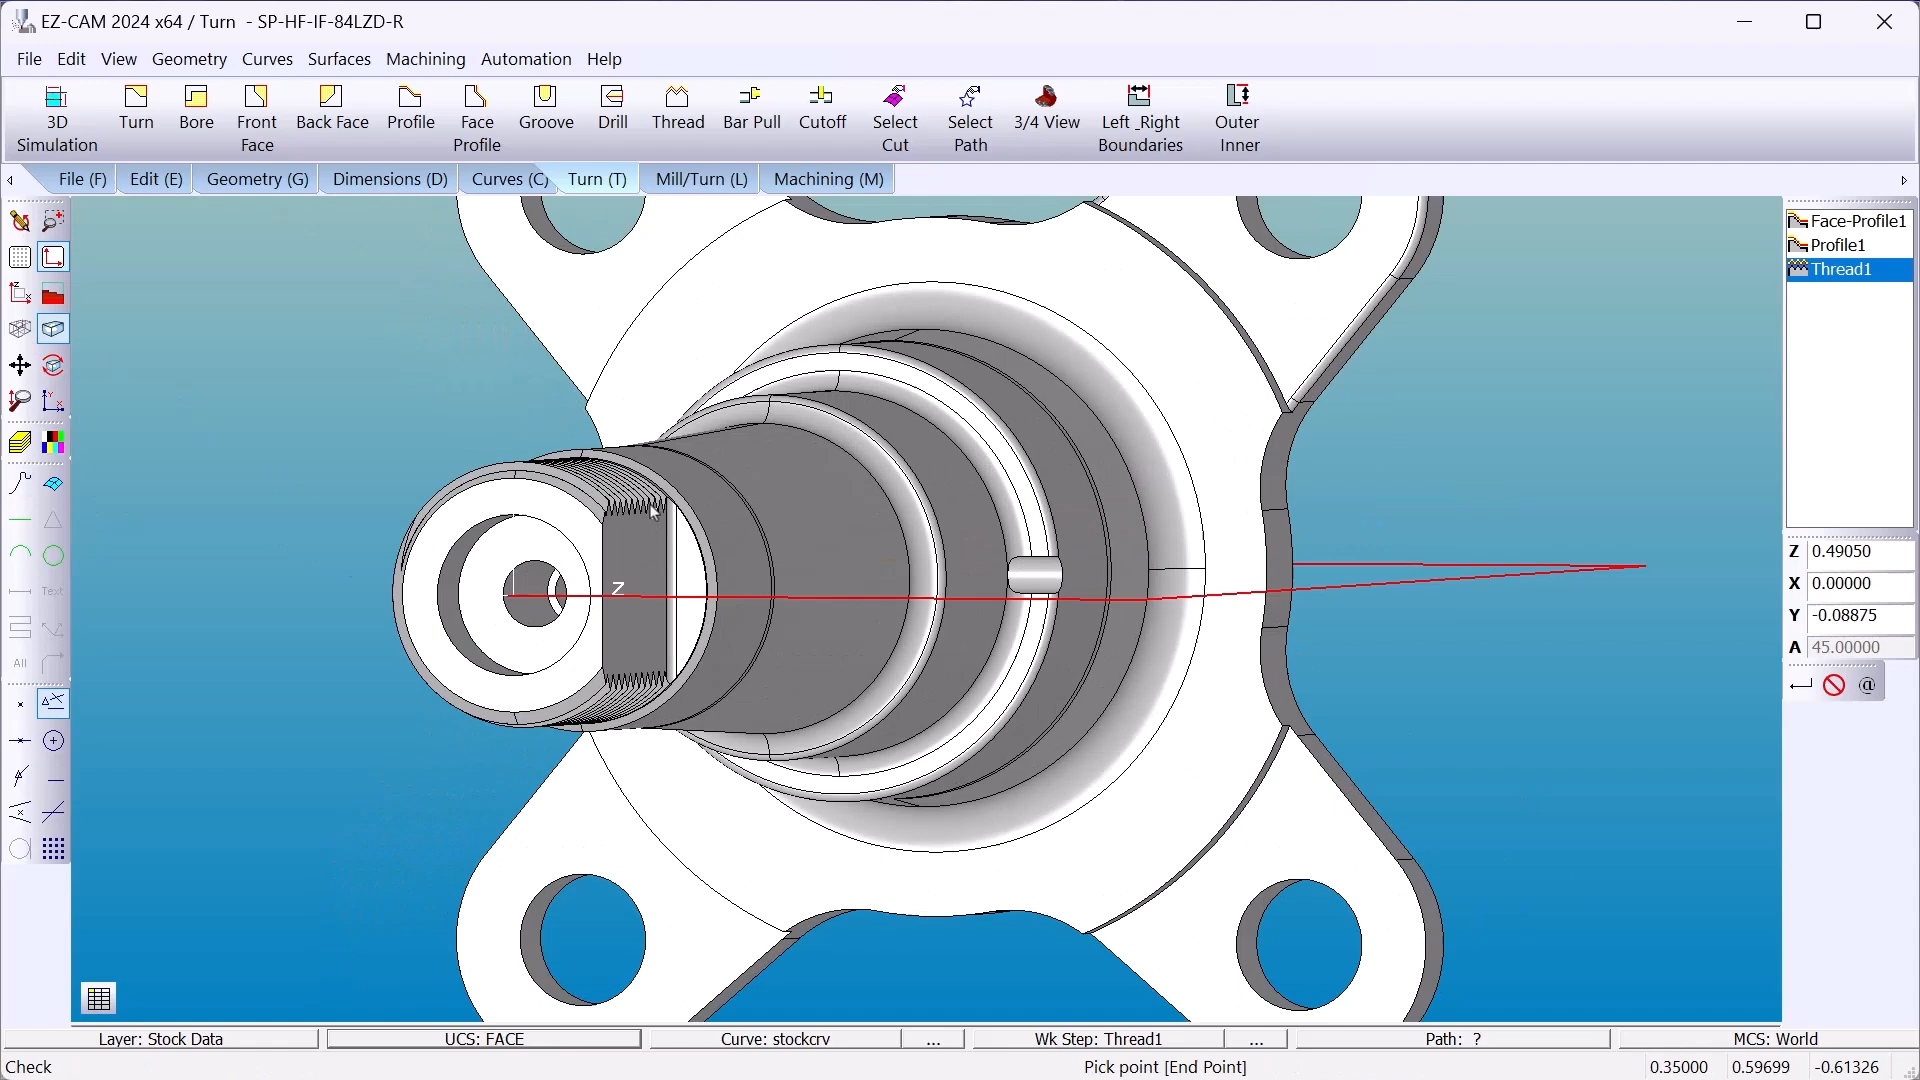 EZ-CAM 2024 x64 / Turn - SP-HF-IF-84LZD-R
File Edit View Geometry Curves Surfaces Machining Automation Help
3D Simulation
Turn
Bore
Front Face
Back Face
Profile
Face Profile
Groove
Drill
Thread
Bar Pull
Cutoff
Select Cut
Select Path
3/4 View
Left _Right Boundaries
Outer Inner
File (F) Edit (E) Geometry (G) Dimensions (D) Curves (C) Turn (T) Mill/Turn (L) Machining (M)
Face-Profile1
Profile1
Thread1
Z 0.49050
X 0.00000
Y -0.08875
A 45.00000
@
Text
All
Z
Layer: Stock Data UCS: FACE Curve: stockcrv ... Wk Step: Thread1 ... Path: ? MCS: World
Check Pick point [End Point] 0.35000 0.59699 -0.61326